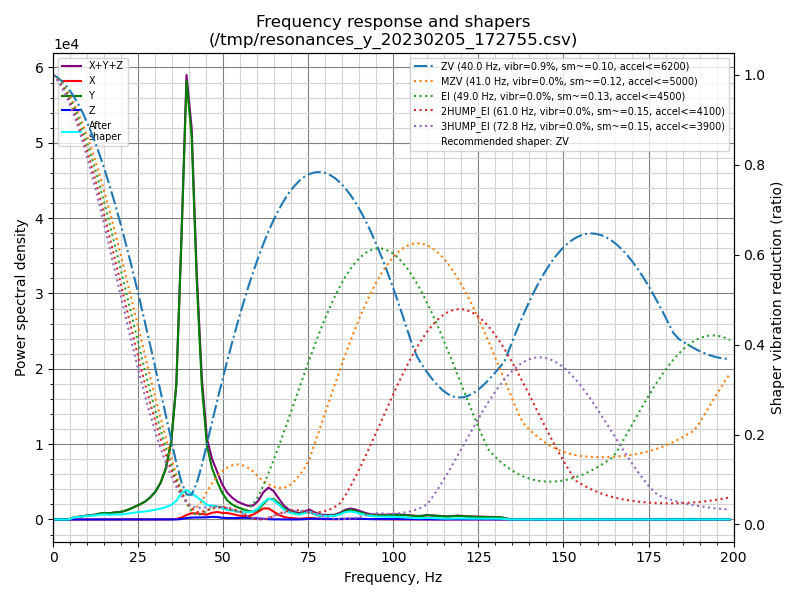 Frequency response and shapers
(/tmp/resonances_y_20230205_172755.csv)
1e4
X+Y+Z
X
Y
Z
After
shaper
ZV (40.0 Hz, vibr=0.9%, sm~=0.10, accel<=6200)
MZV (41.0 Hz, vibr=0.0%, sm~=0.12, accel<=5000)
EI (49.0 Hz, vibr=0.0%, sm~=0.13, accel<=4500)
2HUMP_EI (61.0 Hz, vibr=0.0%, sm~=0.15, accel<=4100)
3HUMP_EI (72.8 Hz, vibr=0.0%, sm~=0.15, accel<=3900)
Recommended shaper: ZV
Power spectral density
6
5
4
3
2
1
0
1.0
0.8
0.6
0.4
0.2
0.0
Shaper vibration reduction (ratio)
0 25 50 75 100 125 150 175 200
Frequency, Hz